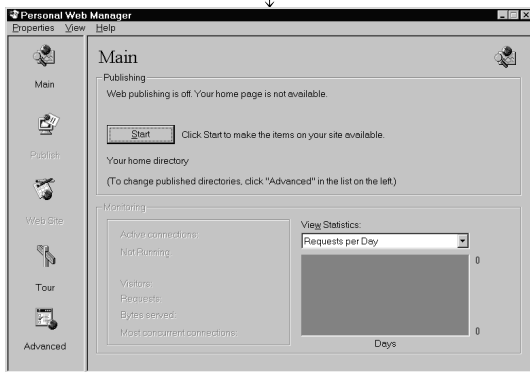 Personal Web Manager
Properties View Help
Main
Publish
Web Site
Tour
Advanced
Main
Publishing
Web publishing is off. Your home page is not available.
Start
Click Start to make the items on your site available.
Your home directory
(To change published directories, click "Advanced" in the list on the left.)
Monitoring
Active connections:
Not Running
Visitors:
Requests:
Bytes served:
Most concurrent connections:
View Statistics:
Requests per Day
0
0
Days